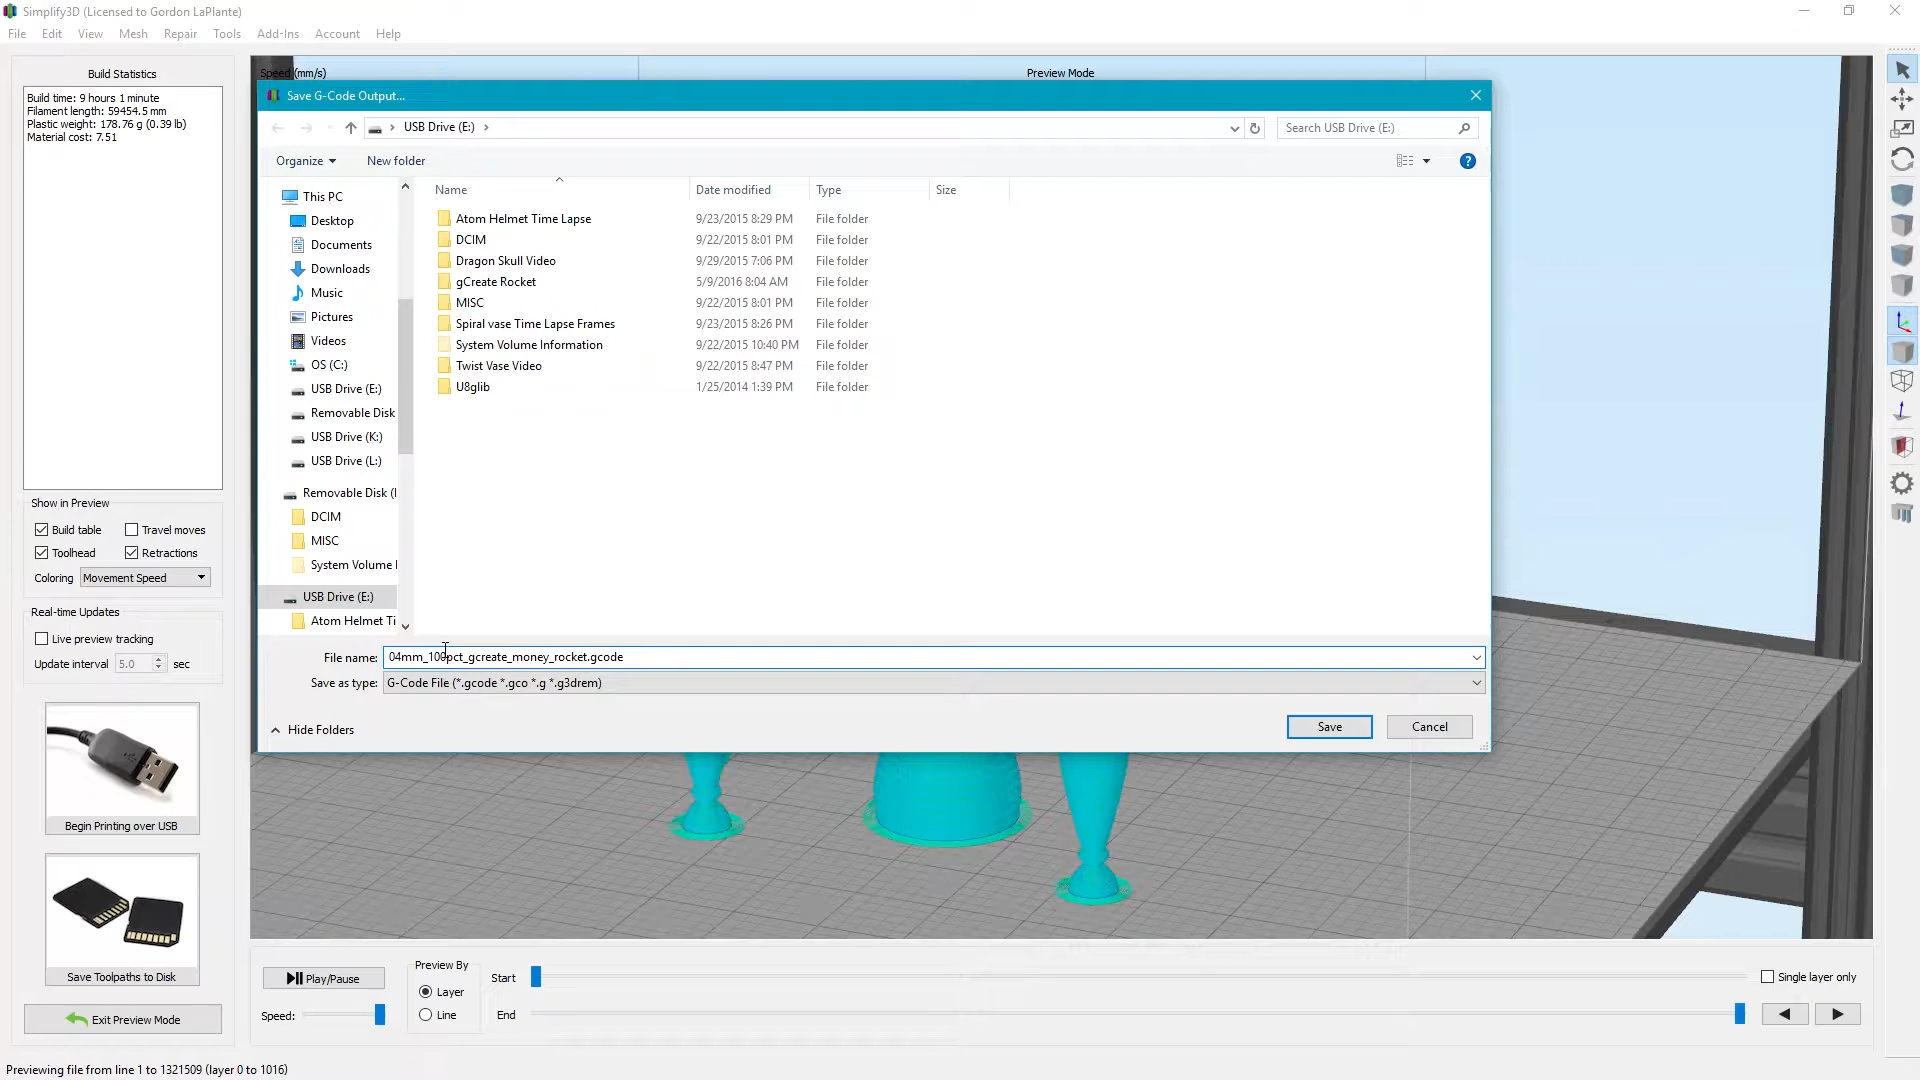 Simplify3D (Licensed to Gordon LaPlante)
File Edit View Mesh Repair Tools Add-Ins Account Help
Build Statistics
Build time: 9 hours 1 minute
Filament length: 59454.5 mm
Plastic weight: 178.76 g (0.39 lb)
Material cost: 7.51
Show in Preview
Build table
Travel moves
Toolhead
Retractions
Coloring Movement Speed
Real-time Updates
Live preview tracking
Update interval 5.0 sec
Begin Printing over USB
Save Toolpaths to Disk
Exit Preview Mode
Speed (mm/s)
Preview Mode
Save G-Code Output...
USB Drive (E:)
Search USB Drive (E:)
Organize
New folder
This PC
Desktop
Documents
Downloads
Music
Pictures
Videos
OS (C:)
USB Drive (E:)
Removable Disk
USB Drive (K:)
USB Drive (L:)
Removable Disk (
DCIM
MISC
System Volume
USB Drive (E:)
Atom Helmet Ti
Name Date modified Type Size
Atom Helmet Time Lapse 9/23/2015 8:29 PM File folder
DCIM 9/22/2015 8:01 PM File folder
Dragon Skull Video 9/29/2015 7:06 PM File folder
gCreate Rocket 5/9/2016 8:04 AM File folder
MISC 9/22/2015 8:01 PM File folder
Spiral vase Time Lapse Frames 9/23/2015 8:26 PM File folder
System Volume Information 9/22/2015 10:40 PM File folder
Twist Vase Video 9/22/2015 8:47 PM File folder
U8glib 1/25/2014 1:39 PM File folder
File name: 04mm_100pct_gcreate_money_rocket.gcode
Save as type: G-Code File (*.gcode *.gco *.g *.g3drem)
Hide Folders
Save
Cancel
Play/Pause
Speed:
Preview By
Layer
Line
Start
End
Single layer only
Previewing file from line 1 to 1321509 (layer 0 to 1016)